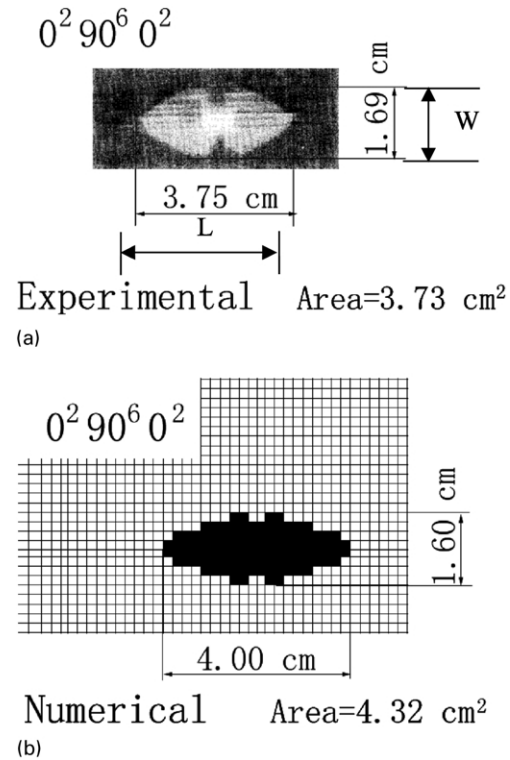 0² 90⁶ 0²
1.69 cm
W
3.75 cm
L
Experimental Area=3.73 cm²
(a)
0² 90⁶ 0²
1.60 cm
4.00 cm
Numerical Area=4.32 cm²
(b)